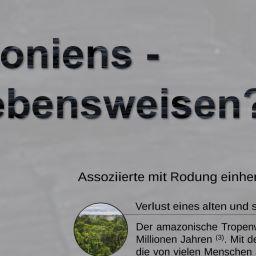 oniens -
ebensweisen?
Assoziierte mit Rodung einher
Verlust eines alten und s
Der amazonische Tropenw
Millionen Jahren (3). Mit de
die von vielen Menschen